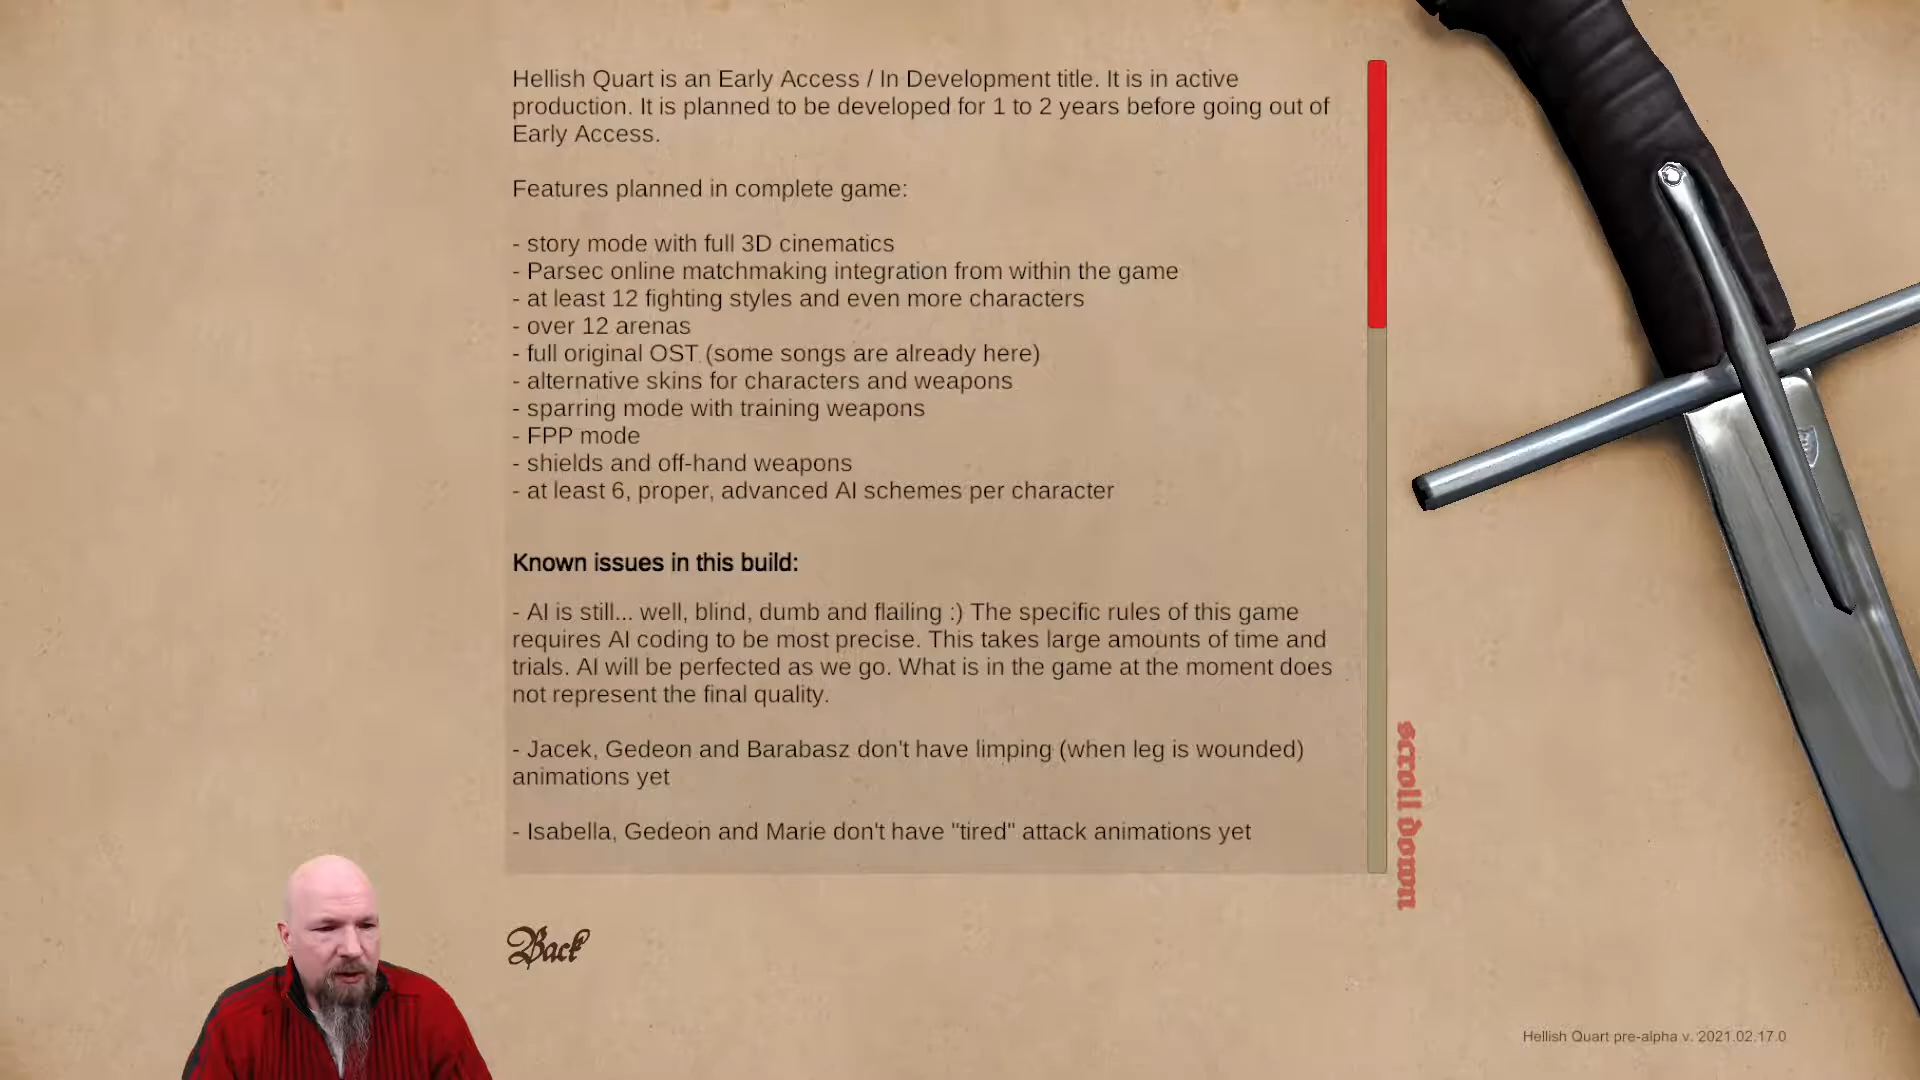 Hellish Quart is an Early Access / In Development title. It is in active
production. It is planned to be developed for 1 to 2 years before going out of
Early Access.
Features planned in complete game:
- story mode with full 3D cinematics
- Parsec online matchmaking integration from within the game
- at least 12 fighting styles and even more characters
- over 12 arenas
- full original OST (some songs are already here)
- alternative skins for characters and weapons
- sparring mode with training weapons
- FPP mode
- shields and off-hand weapons
- at least 6, proper, advanced AI schemes per character
Known issues in this build:
- AI is still... well, blind, dumb and flailing :) The specific rules of this game
requires AI coding to be most precise. This takes large amounts of time and
trials. AI will be perfected as we go. What is in the game at the moment does
not represent the final quality.
- Jacek, Gedeon and Barabasz don't have limping (when leg is wounded)
animations yet
- Isabella, Gedeon and Marie don't have "tired" attack animations yet
scroll down
Back
Hellish Quart pre-alpha v. 2021.02.17.0